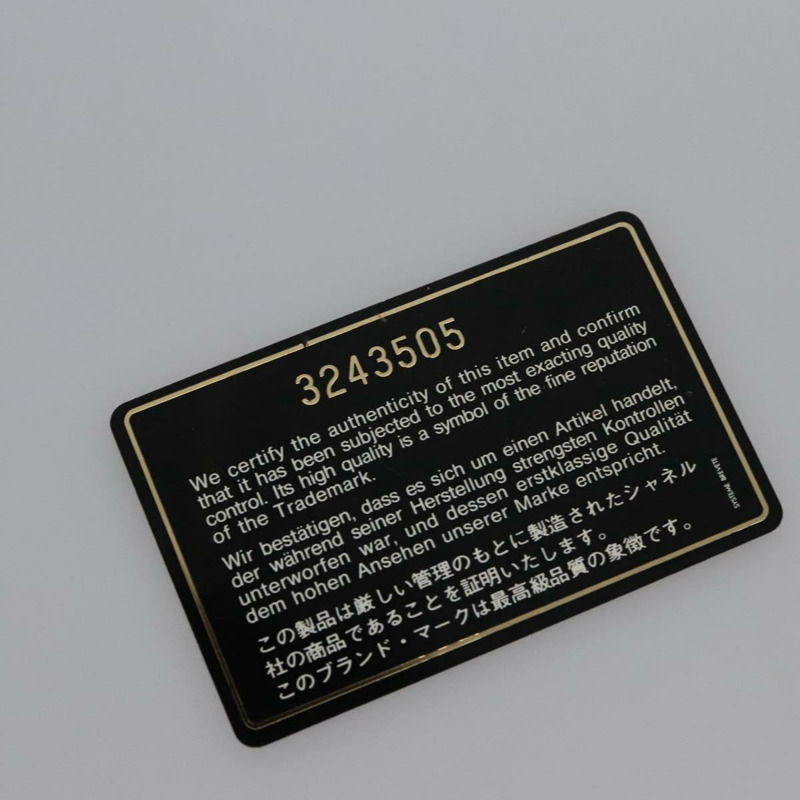 3243505
We certify the authenticity of this item and confirm
that it has been subjected to the most exacting quality
control. Its high quality is a symbol of the fine reputation
of the Trademark.
Wir bestätigen, dass es sich um einen Artikel handelt,
der während seiner Herstellung strengsten Kontrollen
unterworfen war, und dessen erstklassige Qualität
dem hohen Ansehen unserer Marke entspricht.
この製品は厳しい管理のもとに製造されたシャネル
社の商品であることを証明いたします。
このブランド・マークは最高級品質の象徴です。
SYSTEME BREVETE